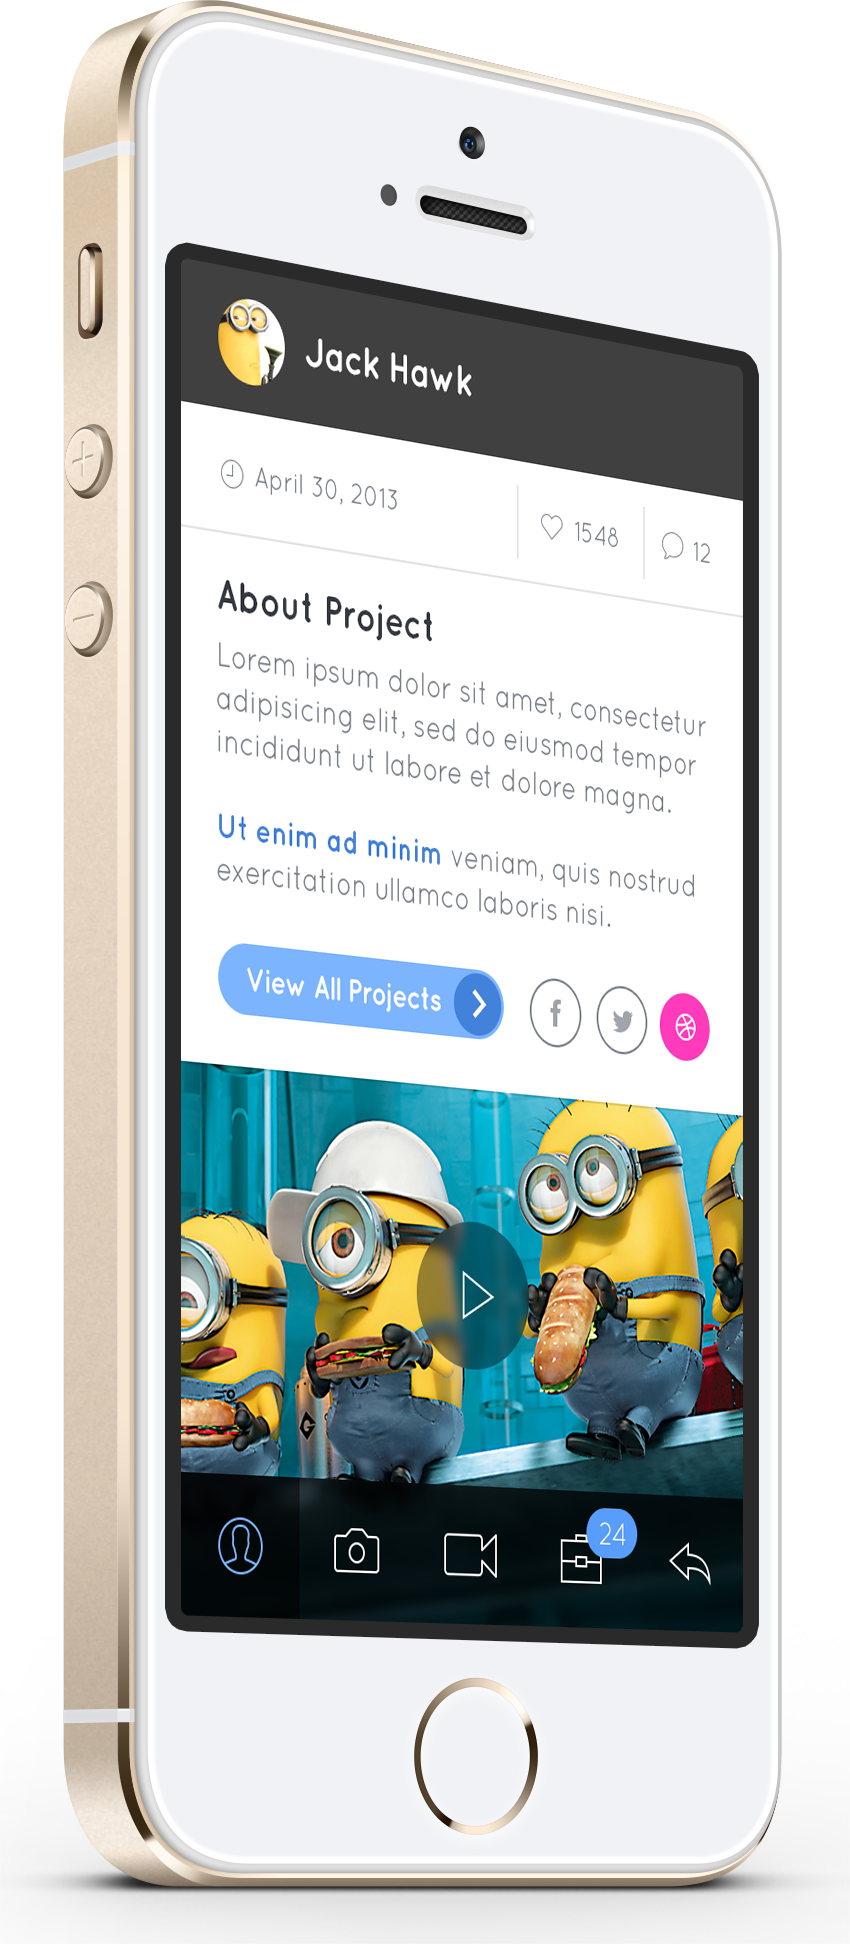 Jack Hawk
April 30, 2013
1548
12
About Project
Lorem ipsum dolor sit amet, consectetur
adipisicing elit, sed do eiusmod tempor
incididunt ut labore et dolore magna.
Ut enim ad minim veniam, quis nostrud
exercitation ullamco laboris nisi.
View All Projects
24